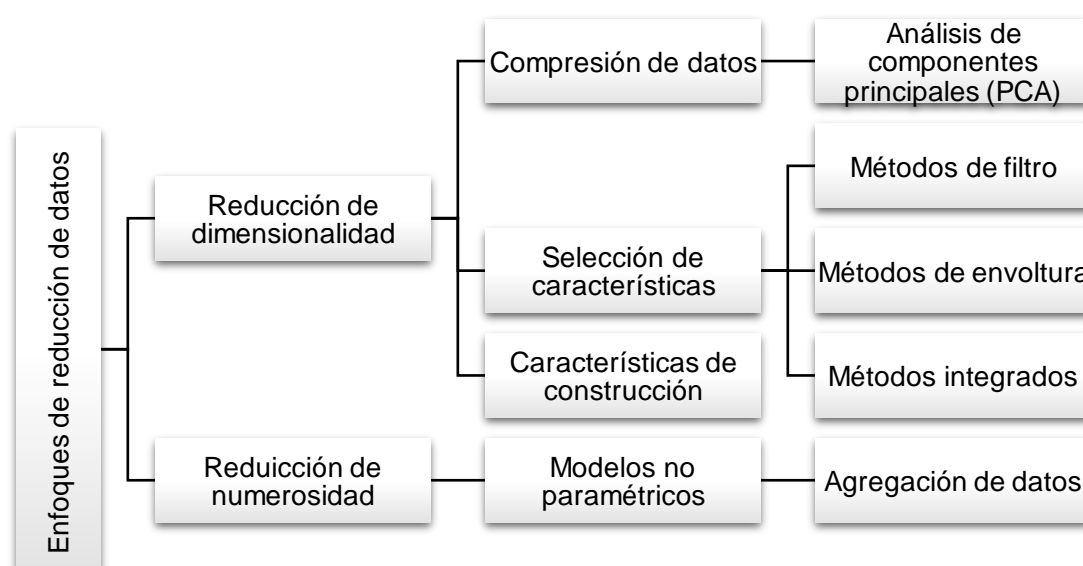 Enfoques de reducción de datos
Reducción de
dimensionalidad
Compresión de datos
Análisis de
componentes
principales (PCA)
Selección de
características
Métodos de filtro
Métodos de envoltura
Métodos integrados
Características de
construcción
Reduicción de
numerosidad
Modelos no
paramétricos
Agregación de datos